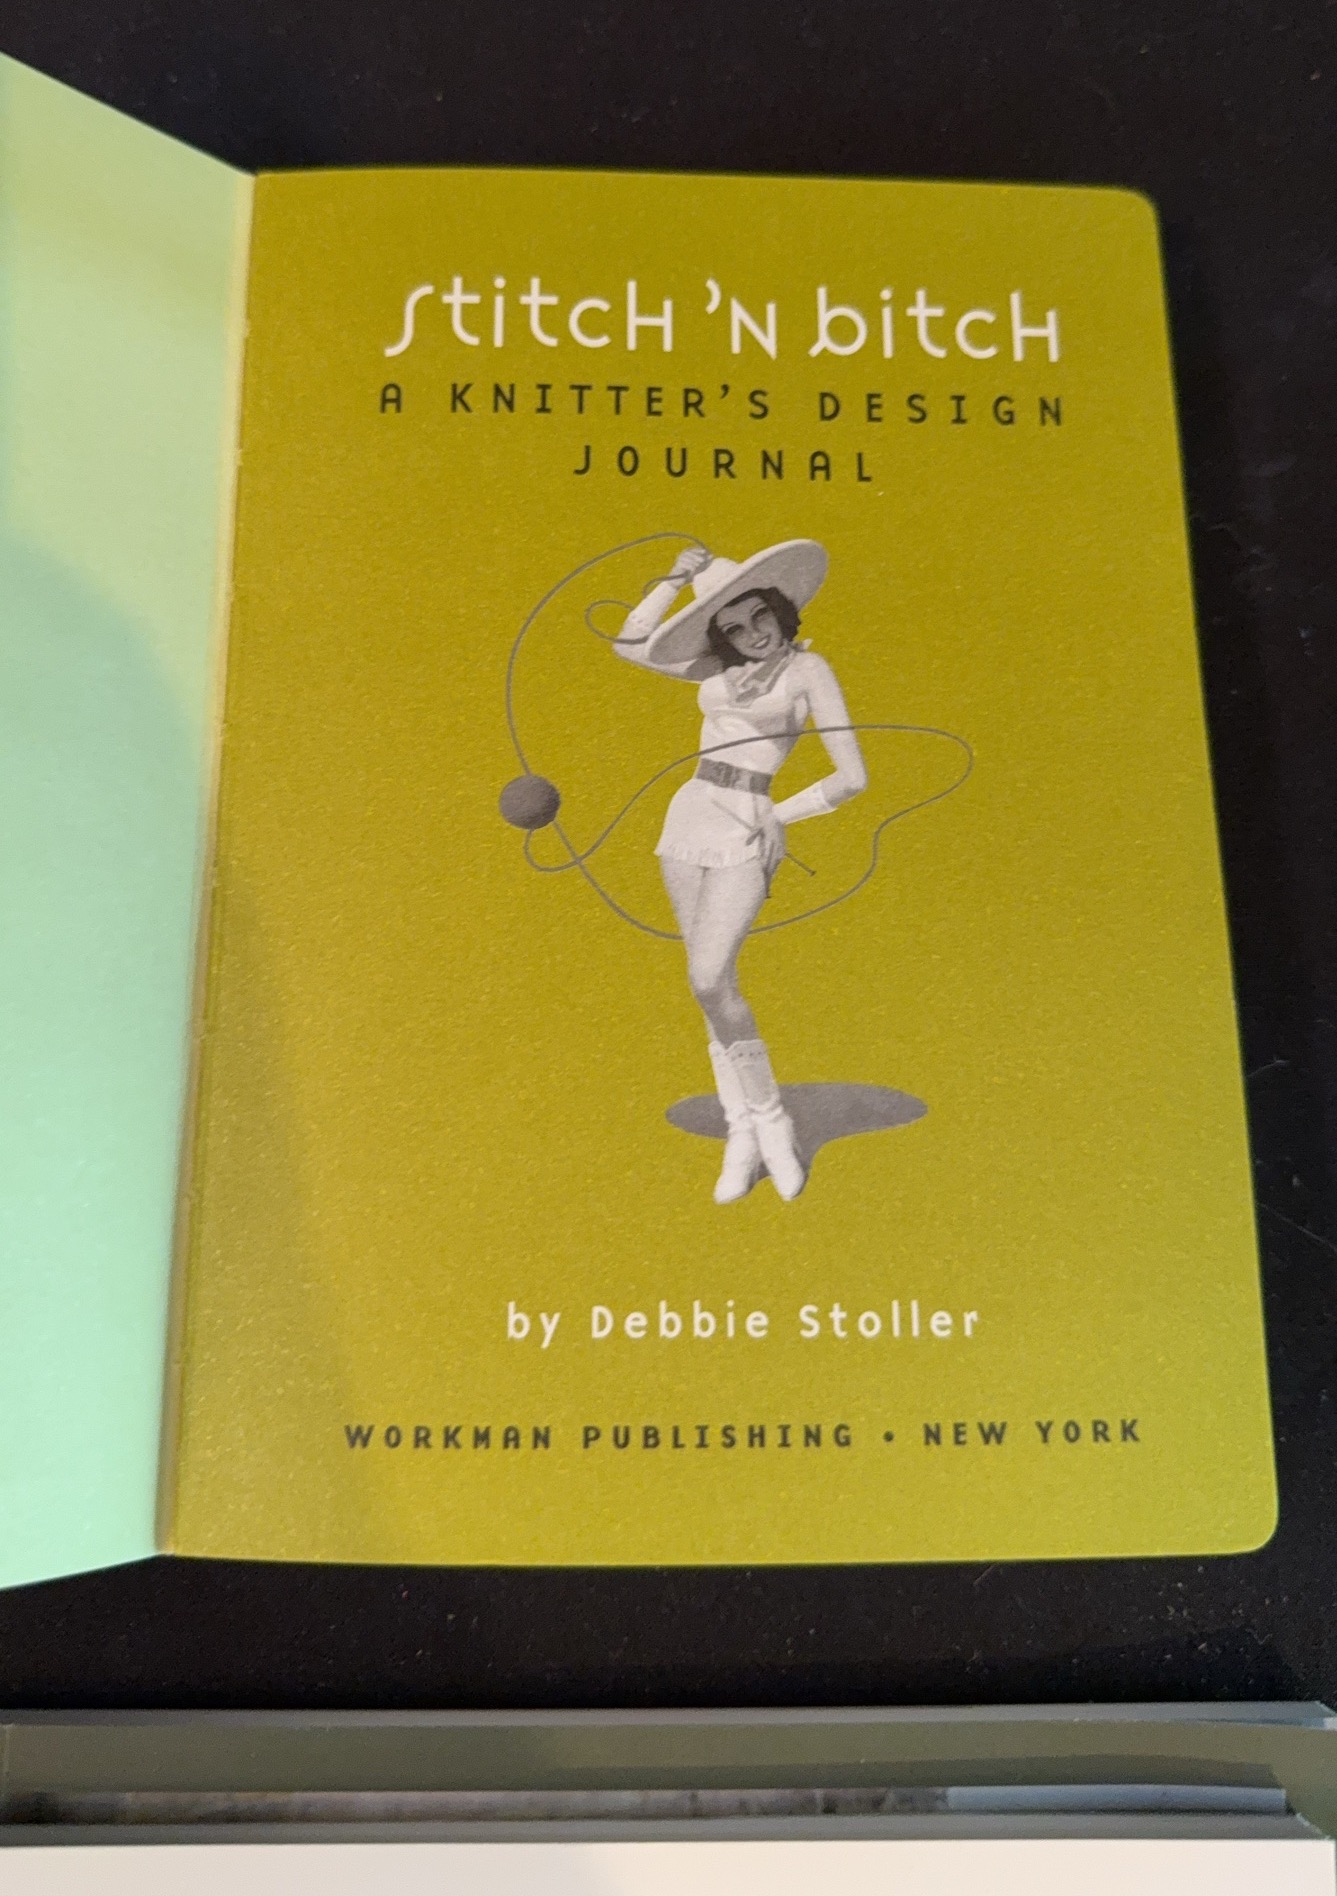 stitch 'N bitch
A KNITTER'S DESIGN
JOURNAL
by Debbie Stoller
WORKMAN PUBLISHING • NEW YORK